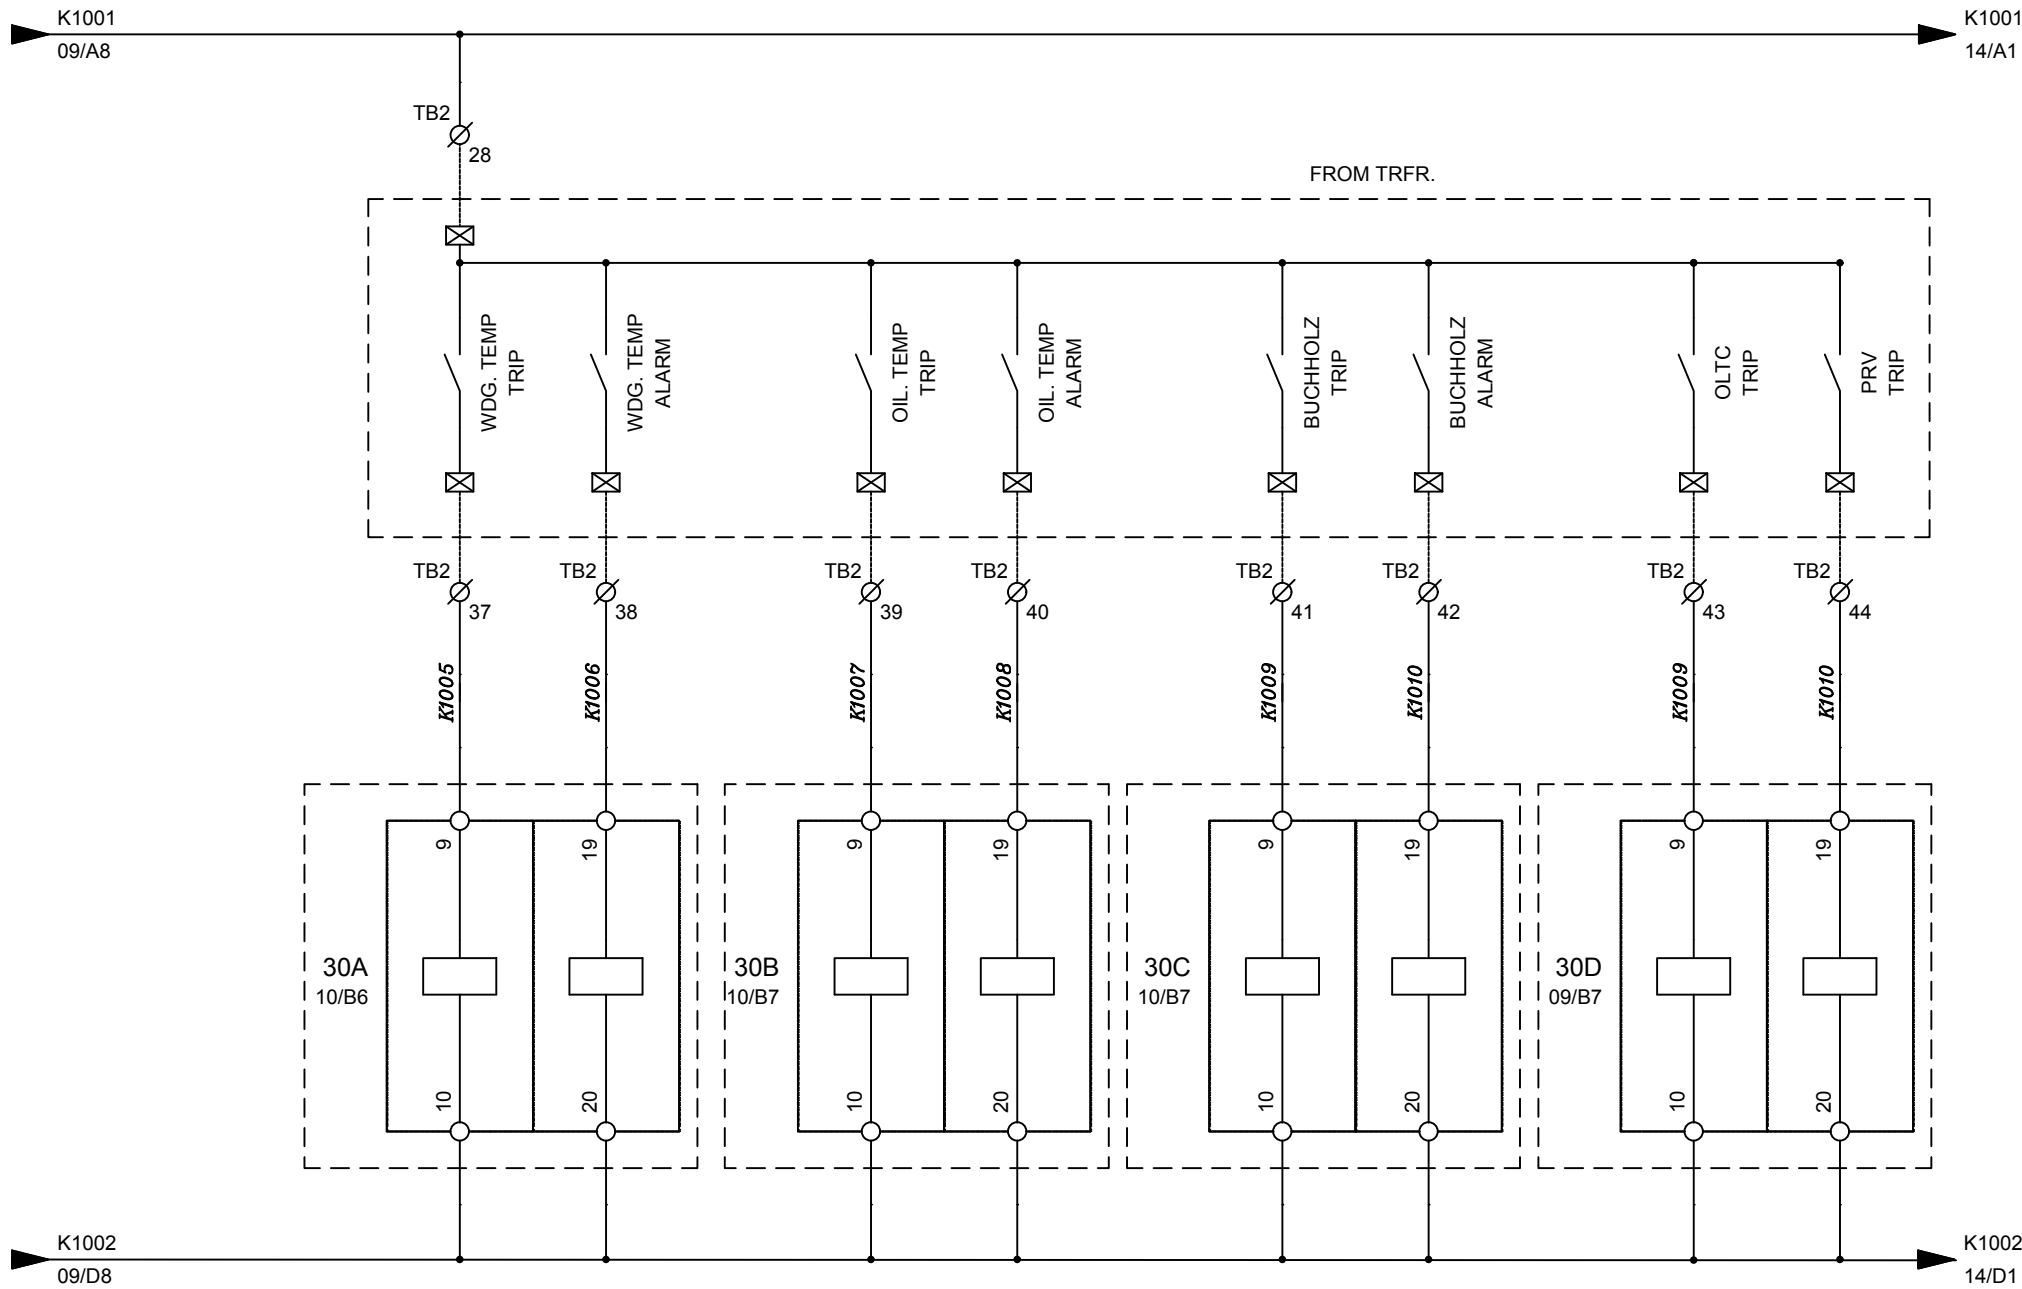 K1001
09/A8
K1001
14/A1
TB2
28
FROM TRFR.
WDG. TEMP
TRIP
WDG. TEMP
ALARM
OIL. TEMP
TRIP
OIL. TEMP
ALARM
BUCHHOLZ
TRIP
BUCHHOLZ
ALARM
OLTC
TRIP
PRV
TRIP
TB2
37
TB2
38
TB2
39
TB2
40
TB2
41
TB2
42
TB2
43
TB2
44
K1005
K1006
K1007
K1008
K1009
K1010
K1009
K1010
9
19
9
19
9
19
9
19
30A
10/B6
30B
10/B7
30C
10/B7
30D
09/B7
10
20
10
20
10
20
10
20
K1002
09/D8
K1002
14/D1